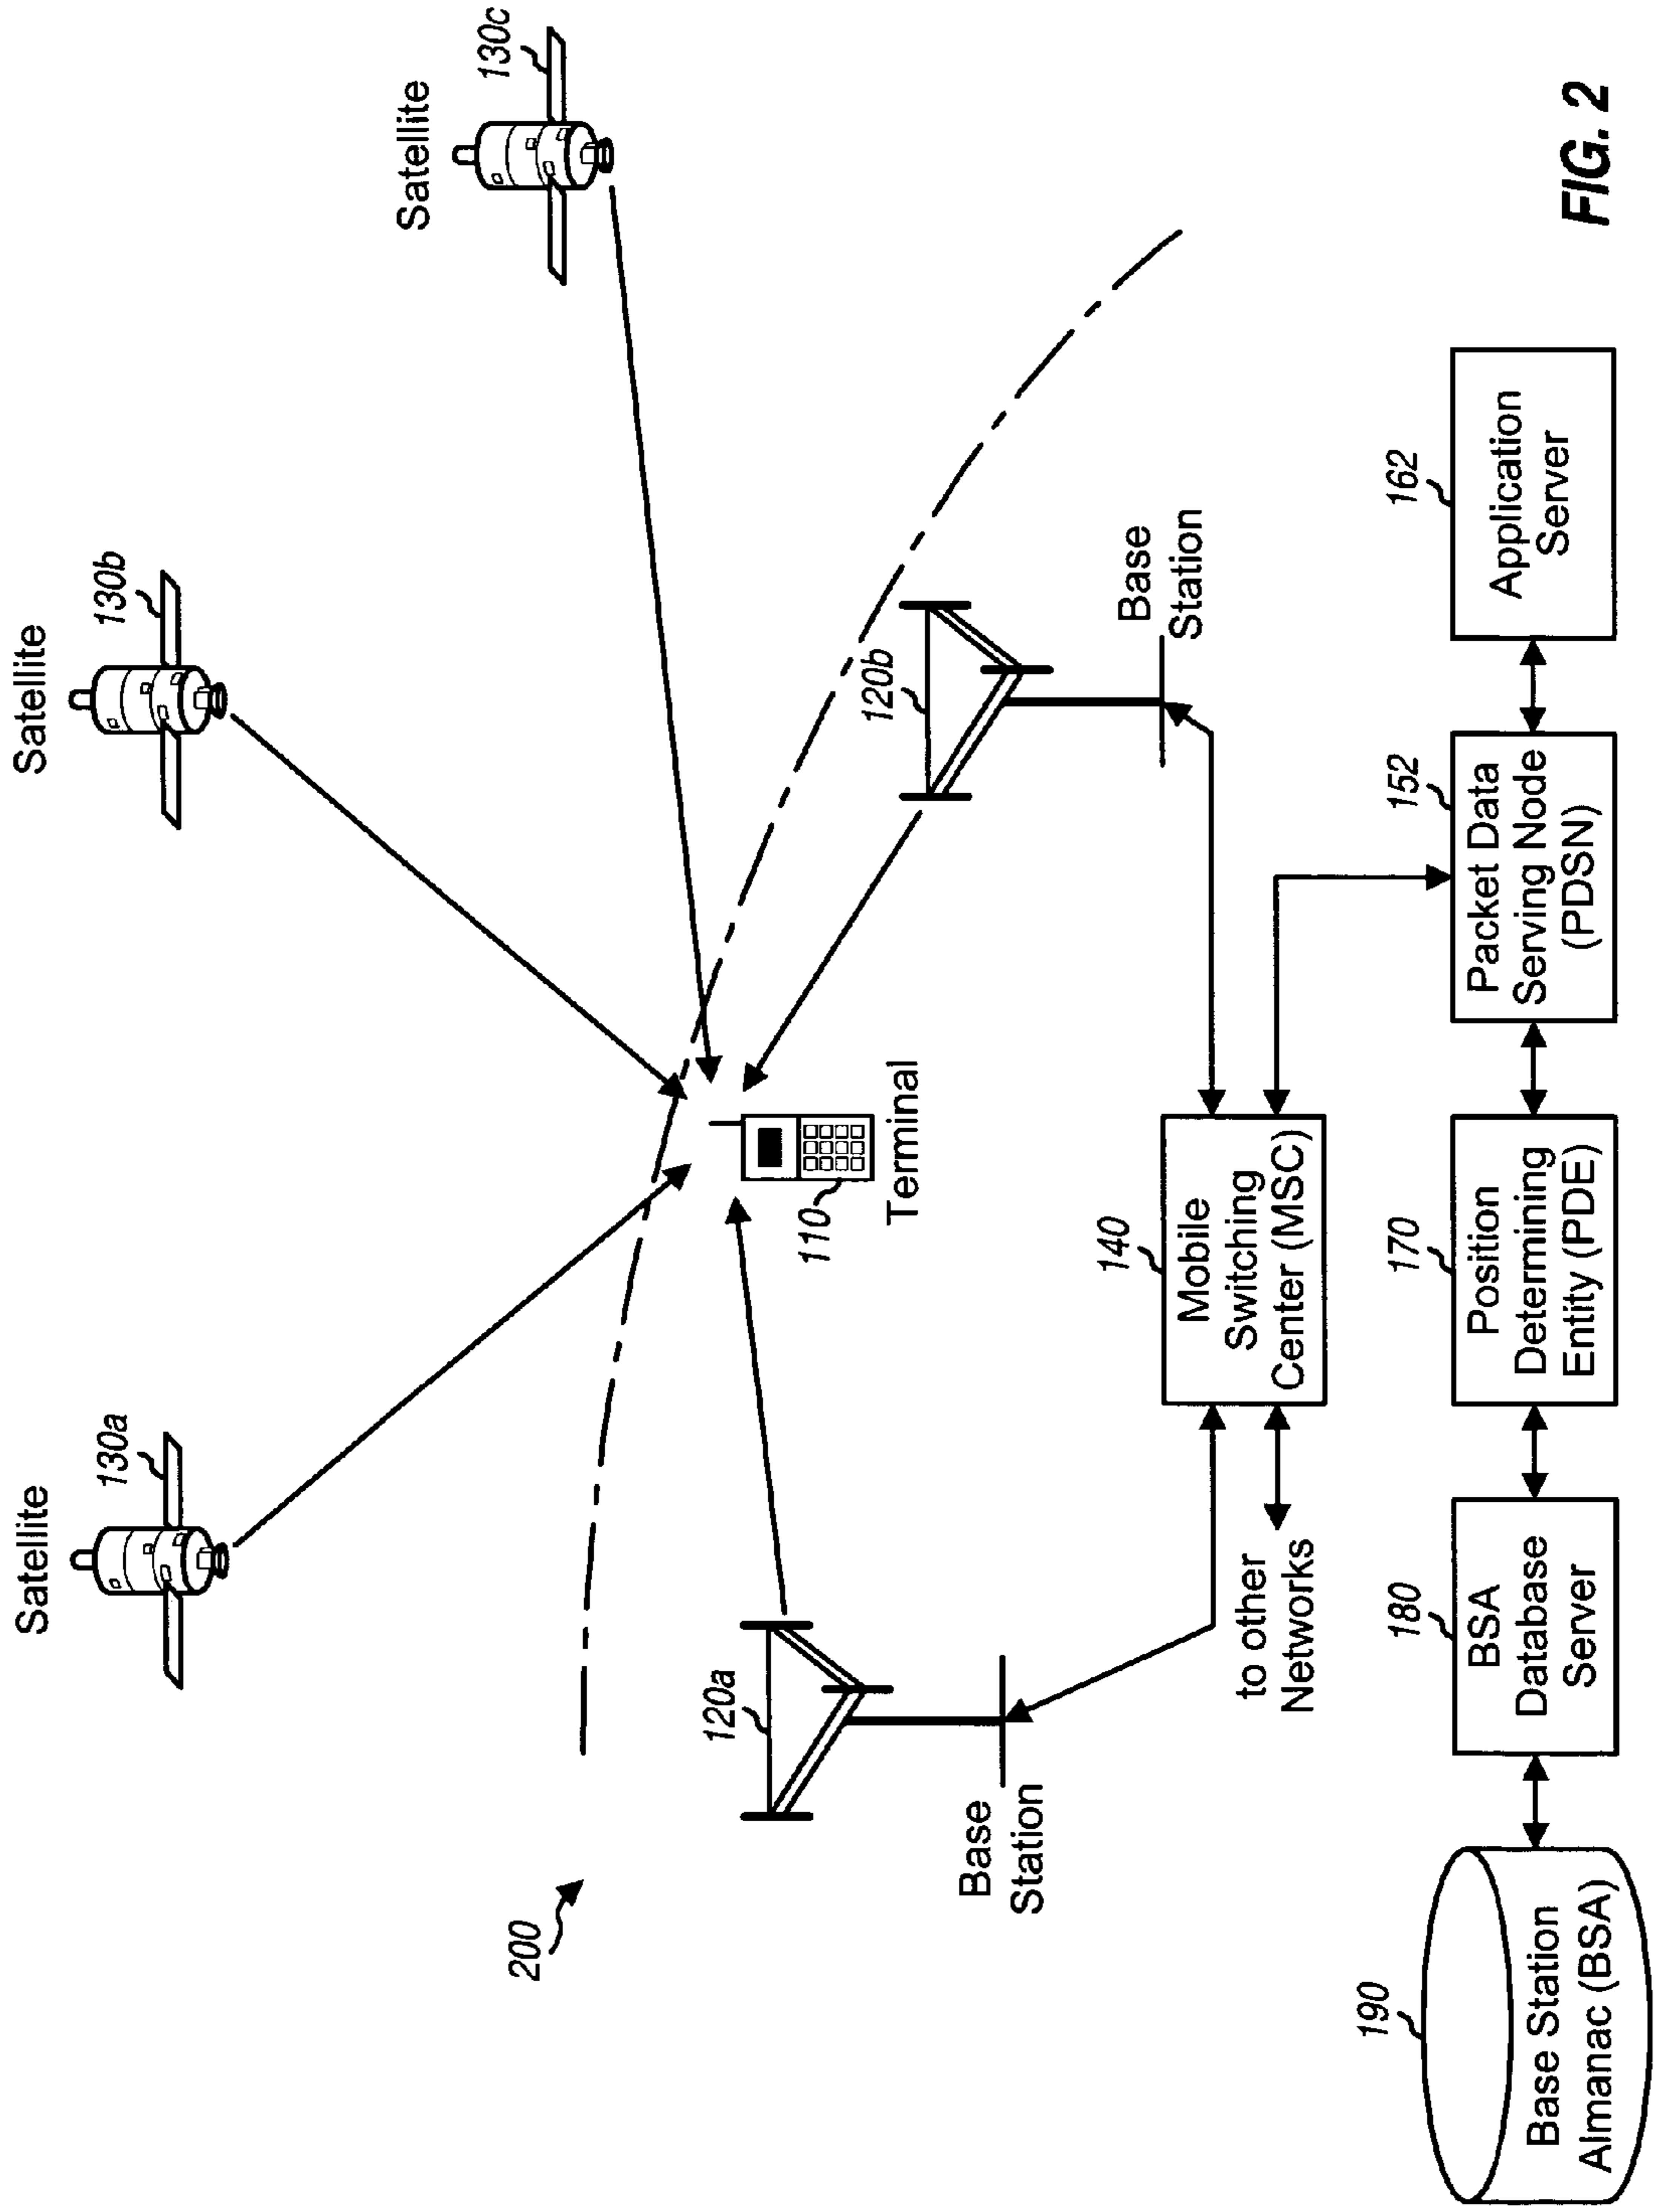 Satellite
130a
Satellite
130b
Satellite
130c
200
120a
Base
Station
110
Terminal
120b
Base
Station
to other
Networks
140
Mobile
Switching
Center (MSC)
190
Base Station
Almanac (BSA)
180
BSA
Database
Server
170
Position
Determining
Entity (PDE)
152
Packet Data
Serving Node
(PDSN)
162
Application
Server
FIG. 2